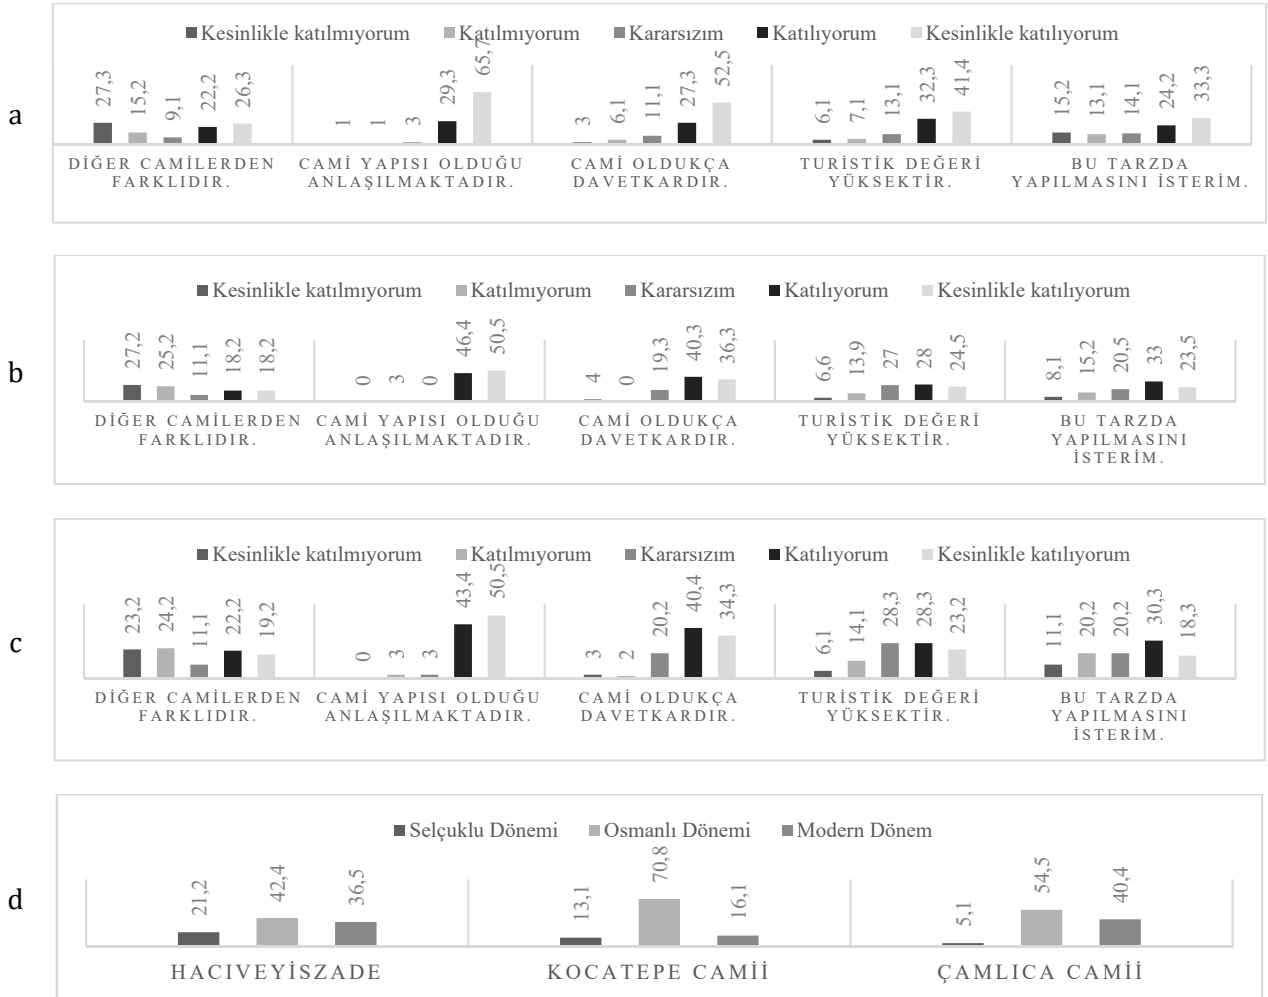 a
Kesinlikle katılmıyorum Katılmıyorum Kararsızım Katılıyorum Kesinlikle katılıyorum
27,3 15,2 9,1 22,2 26,3 1 1 3 29,3 65,7 3 6,1 11,1 27,3 52,5 6,1 7,1 13,1 32,3 41,4 15,2 13,1 14,1 24,2 33,3
DİĞER CAMİLERDEN FARKLIDIR.
CAMİ YAPISI OLDUĞU ANLAŞILMAKTADIR.
CAMİ OLDUKÇA DAVETKARDIR.
TURİSTİK DEĞERİ YÜKSEKTİR.
BU TARZDA YAPILMASINI İSTERİM.
b
Kesinlikle katılmıyorum Katılmıyorum Kararsızım Katılıyorum Kesinlikle katılıyorum
27,2 25,2 11,1 18,2 18,2 0 3 0 46,4 50,5 4 0 19,3 40,3 36,3 6,6 13,9 27 28 24,5 8,1 15,2 20,5 33 23,5
DİĞER CAMİLERDEN FARKLIDIR.
CAMİ YAPISI OLDUĞU ANLAŞILMAKTADIR.
CAMİ OLDUKÇA DAVETKARDIR.
TURİSTİK DEĞERİ YÜKSEKTİR.
BU TARZDA YAPILMASINI İSTERİM.
c
Kesinlikle katılmıyorum Katılmıyorum Kararsızım Katılıyorum Kesinlikle katılıyorum
23,2 24,2 11,1 22,2 19,2 0 3 3 43,4 50,5 3 2 20,2 40,4 34,3 6,1 14,1 28,3 28,3 23,2 11,1 20,2 20,2 30,3 18,3
DİĞER CAMİLERDEN FARKLIDIR.
CAMİ YAPISI OLDUĞU ANLAŞILMAKTADIR.
CAMİ OLDUKÇA DAVETKARDIR.
TURİSTİK DEĞERİ YÜKSEKTİR.
BU TARZDA YAPILMASINI İSTERİM.
d
Selçuklu Dönemi Osmanlı Dönemi Modern Dönem
21,2 42,4 36,5 13,1 70,8 16,1 5,1 54,5 40,4
HACIVEYİSZADE KOCATEPE CAMİİ ÇAMLICA CAMİİ